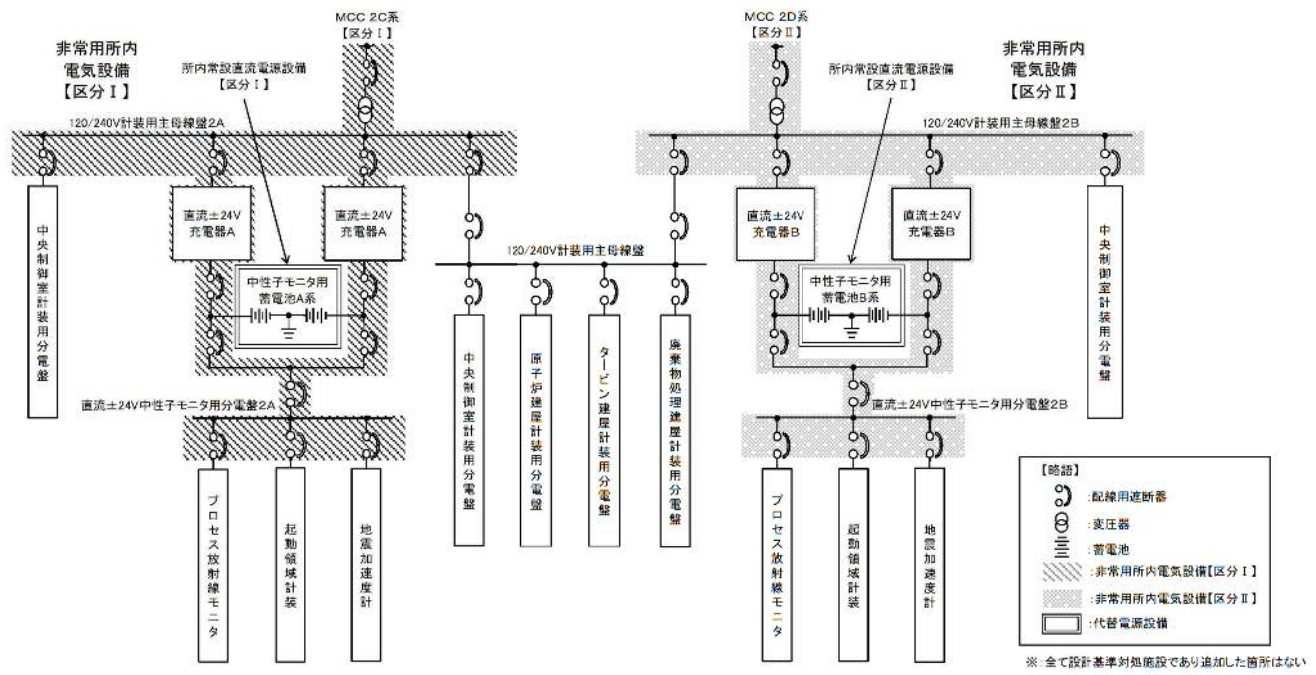 MCC 2C系
【区分Ⅰ】
MCC 2D系
【区分Ⅱ】
非常用所内
電気設備
【区分Ⅰ】
所内常設直流電源設備
【区分Ⅰ】
所内常設直流電源設備
【区分Ⅱ】
非常用所内
電気設備
【区分Ⅱ】
120/240V計装用主母線盤2A
120/240V計装用主母線盤2B
中央制御室計装用分電盤
直流±24V
充電器A
直流±24V
充電器A
中性子モニタ用
蓄電池A系
120/240V計装用主母線盤
直流±24V
充電器B
直流±24V
充電器B
中性子モニタ用
蓄電池B系
中央制御室計装用分電盤
中央制御室計装用分電盤
原子炉建屋計装用分電盤
タービン建屋計装用分電盤
廃棄物処理建屋計装用分電盤
直流±24V中性子モニタ用分電盤2A
直流±24V中性子モニタ用分電盤2B
プロセス放射線モニタ
起動領域計装
地震加速度計
プロセス放射線モニタ
起動領域計装
地震加速度計
【略語】
:配線用遮断器
:変圧器
:蓄電池
:非常用所内電気設備【区分Ⅰ】
:非常用所内電気設備【区分Ⅱ】
:代替電源設備
※:全て設計基準対処施設であり追加した箇所はない